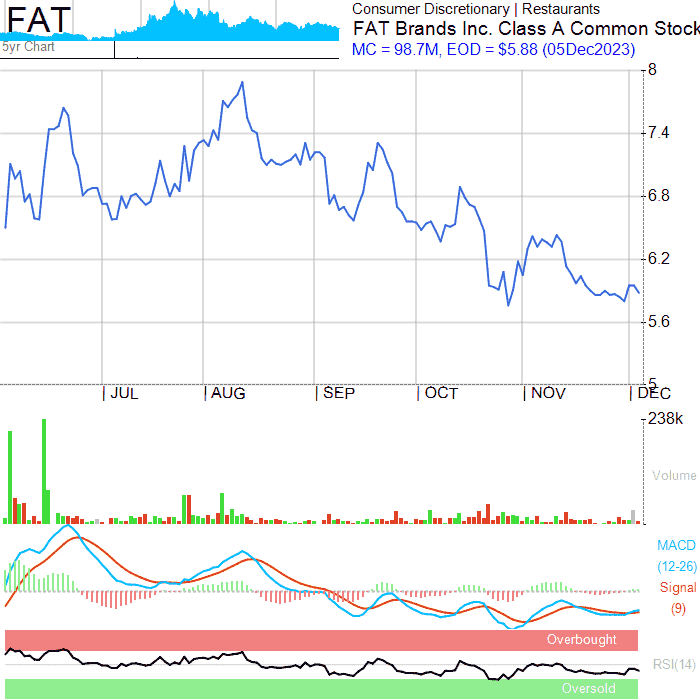 FAT
5yr Chart
Consumer Discretionary | Restaurants
FAT Brands Inc. Class A Common Stock
MC = 98.7M, EOD = $5.88 (05Dec2023)
8
7.4
6.8
6.2
5.6
5
JUL
AUG
SEP
OCT
NOV
DEC
238k
Volume
MACD
(12-26)
Signal
(9)
Overbought
RSI(14)
Oversold